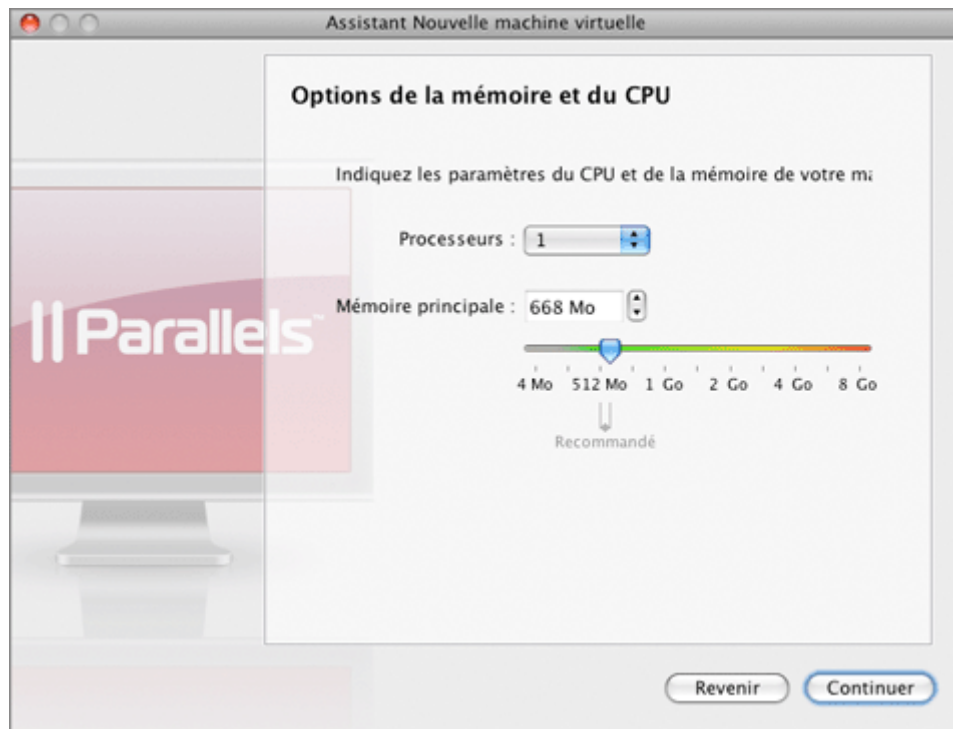 Assistant Nouvelle machine virtuelle
Options de la mémoire et du CPU
Indiquez les paramètres du CPU et de la mémoire de votre
Processeurs : 1
Mémoire principale : 668 Mo
Parallels™
4 Mo 512 Mo 1 Go 2 Go 4 Go 8 Go
Recommandé
Revenir Continuer